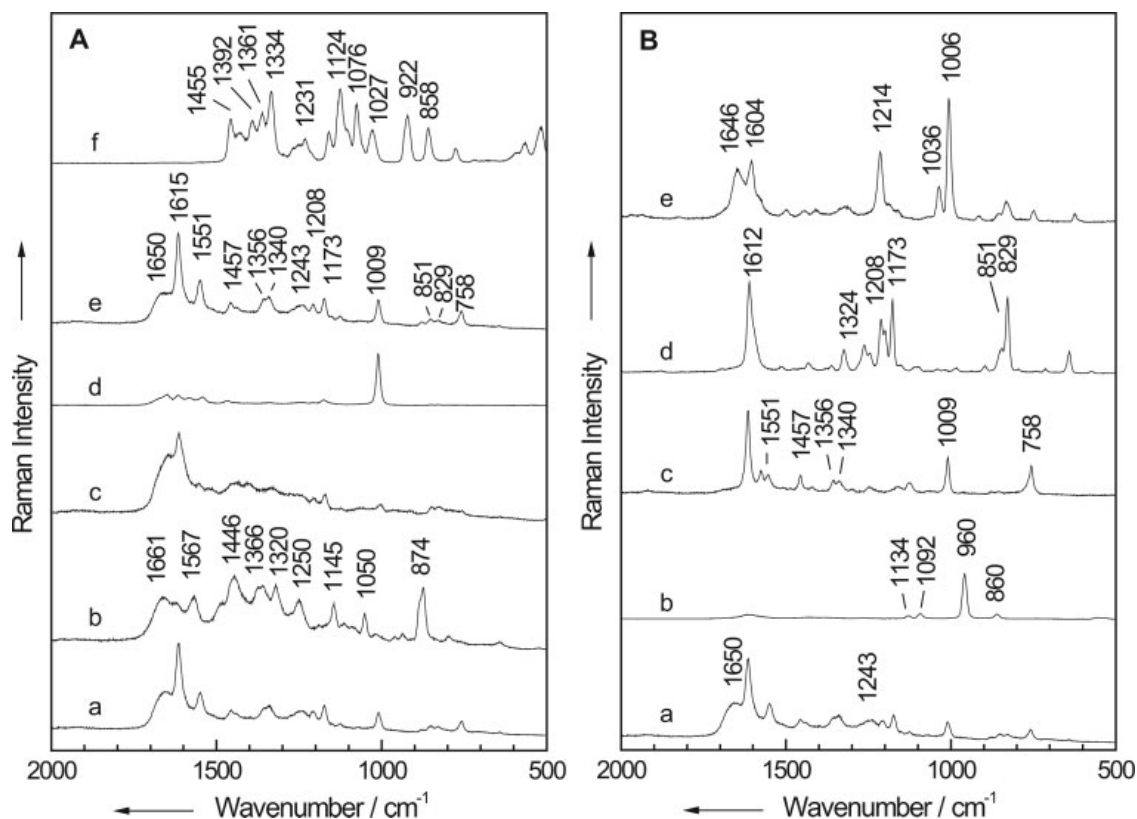 A
1455
1392
1361
1334
1231
1124
1076
1027
922
858
f
1650
1615
1551
1457
1356
1340
1243
1208
1173
1009
851
829
758
e
d
c
1661
1567
1446
1366
1320
1250
1145
1050
874
b
a
Raman Intensity
2000 1500 1000 500
Wavenumber / cm-1
B
1646
1604
1214
1036
1006
e
1612
1324
1208
1173
851
829
d
1551
1457
1356
1340
1009
758
c
1134
1092
960
860
b
1650
1243
a
Raman Intensity
2000 1500 1000 500
Wavenumber / cm-1